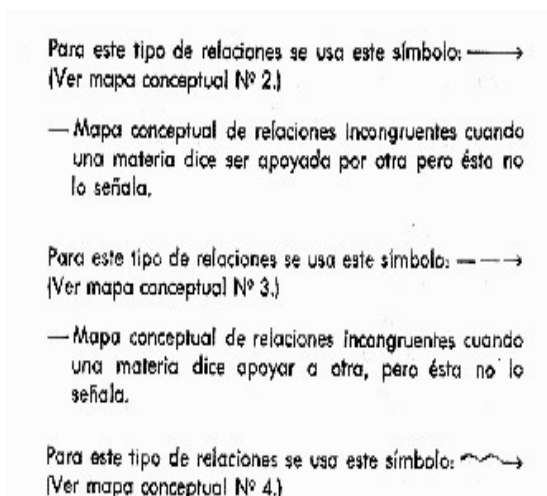 Para este tipo de relaciones se usa este símbolo: ⟶
(Ver mapa conceptual Nº 2.)
— Mapa conceptual de relaciones incongruentes cuando
una materia dice ser apoyada por otra pero ésta no
lo señala.
Para este tipo de relaciones se usa este símbolo: — — →
(Ver mapa conceptual Nº 3.)
— Mapa conceptual de relaciones incongruentes cuando
una materia dice apoyar a otra, pero ésta no lo
señala.
Para este tipo de relaciones se usa este símbolo: 〜→
(Ver mapa conceptual Nº 4.)